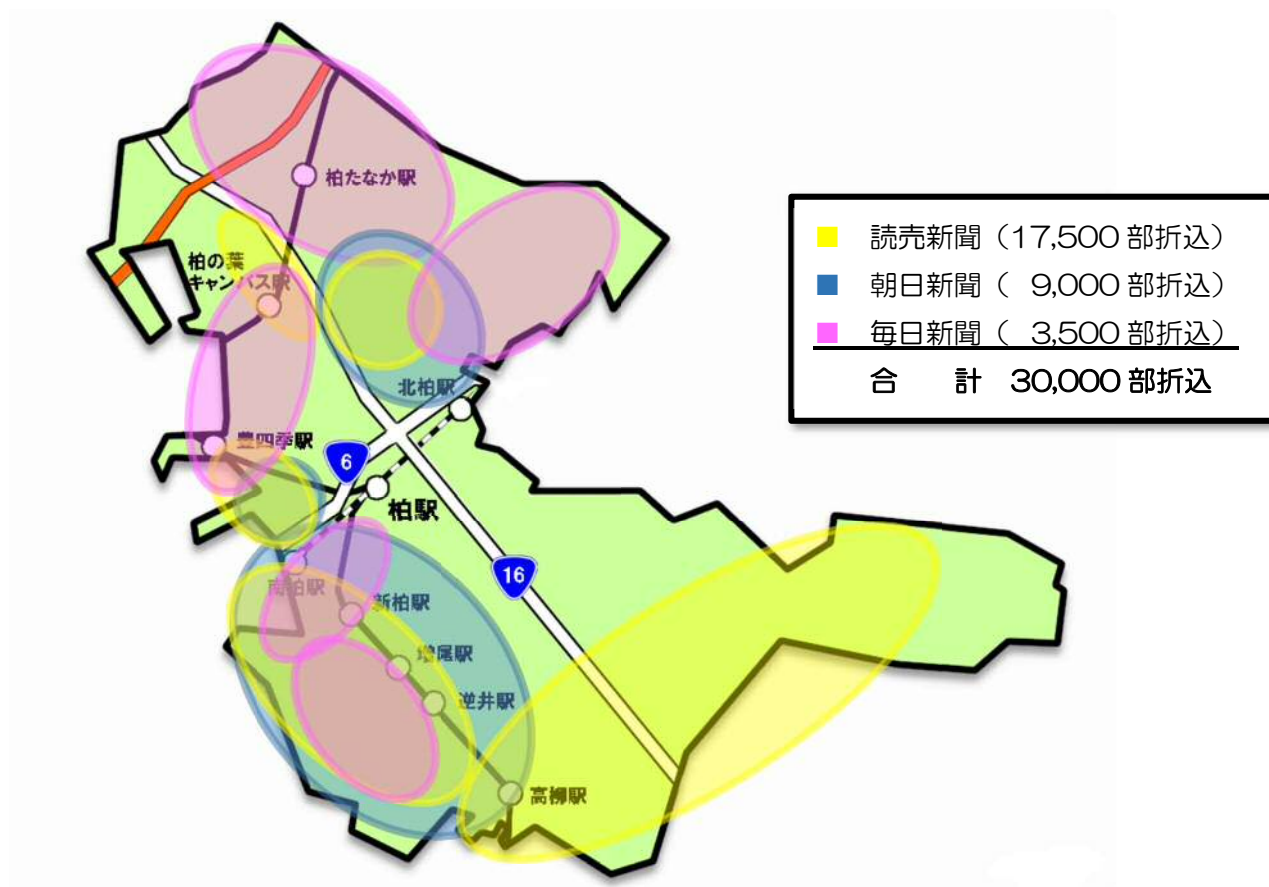 柏たなか駅
柏の葉
キャンパス駅
北柏駅
豊四季駅
6
柏駅
南柏駅
新柏駅
16
増尾駅
逆井駅
高柳駅
読売新聞（17,500 部折込）
朝日新聞（ 9,000 部折込）
毎日新聞（ 3,500 部折込）
合 計 30,000 部折込